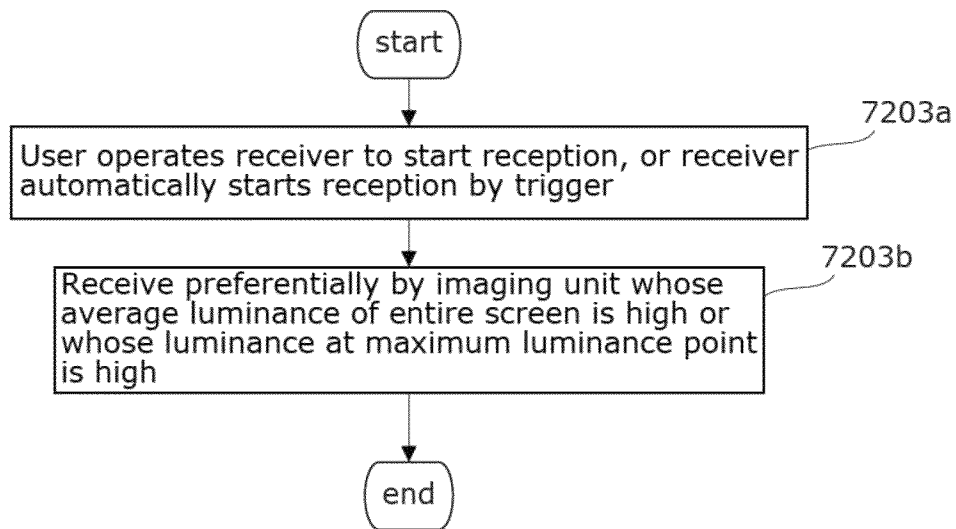 start
7203a
User operates receiver to start reception, or receiver
automatically starts reception by trigger
7203b
Receive preferentially by imaging unit whose
average luminance of entire screen is high or
whose luminance at maximum luminance point
is high
end